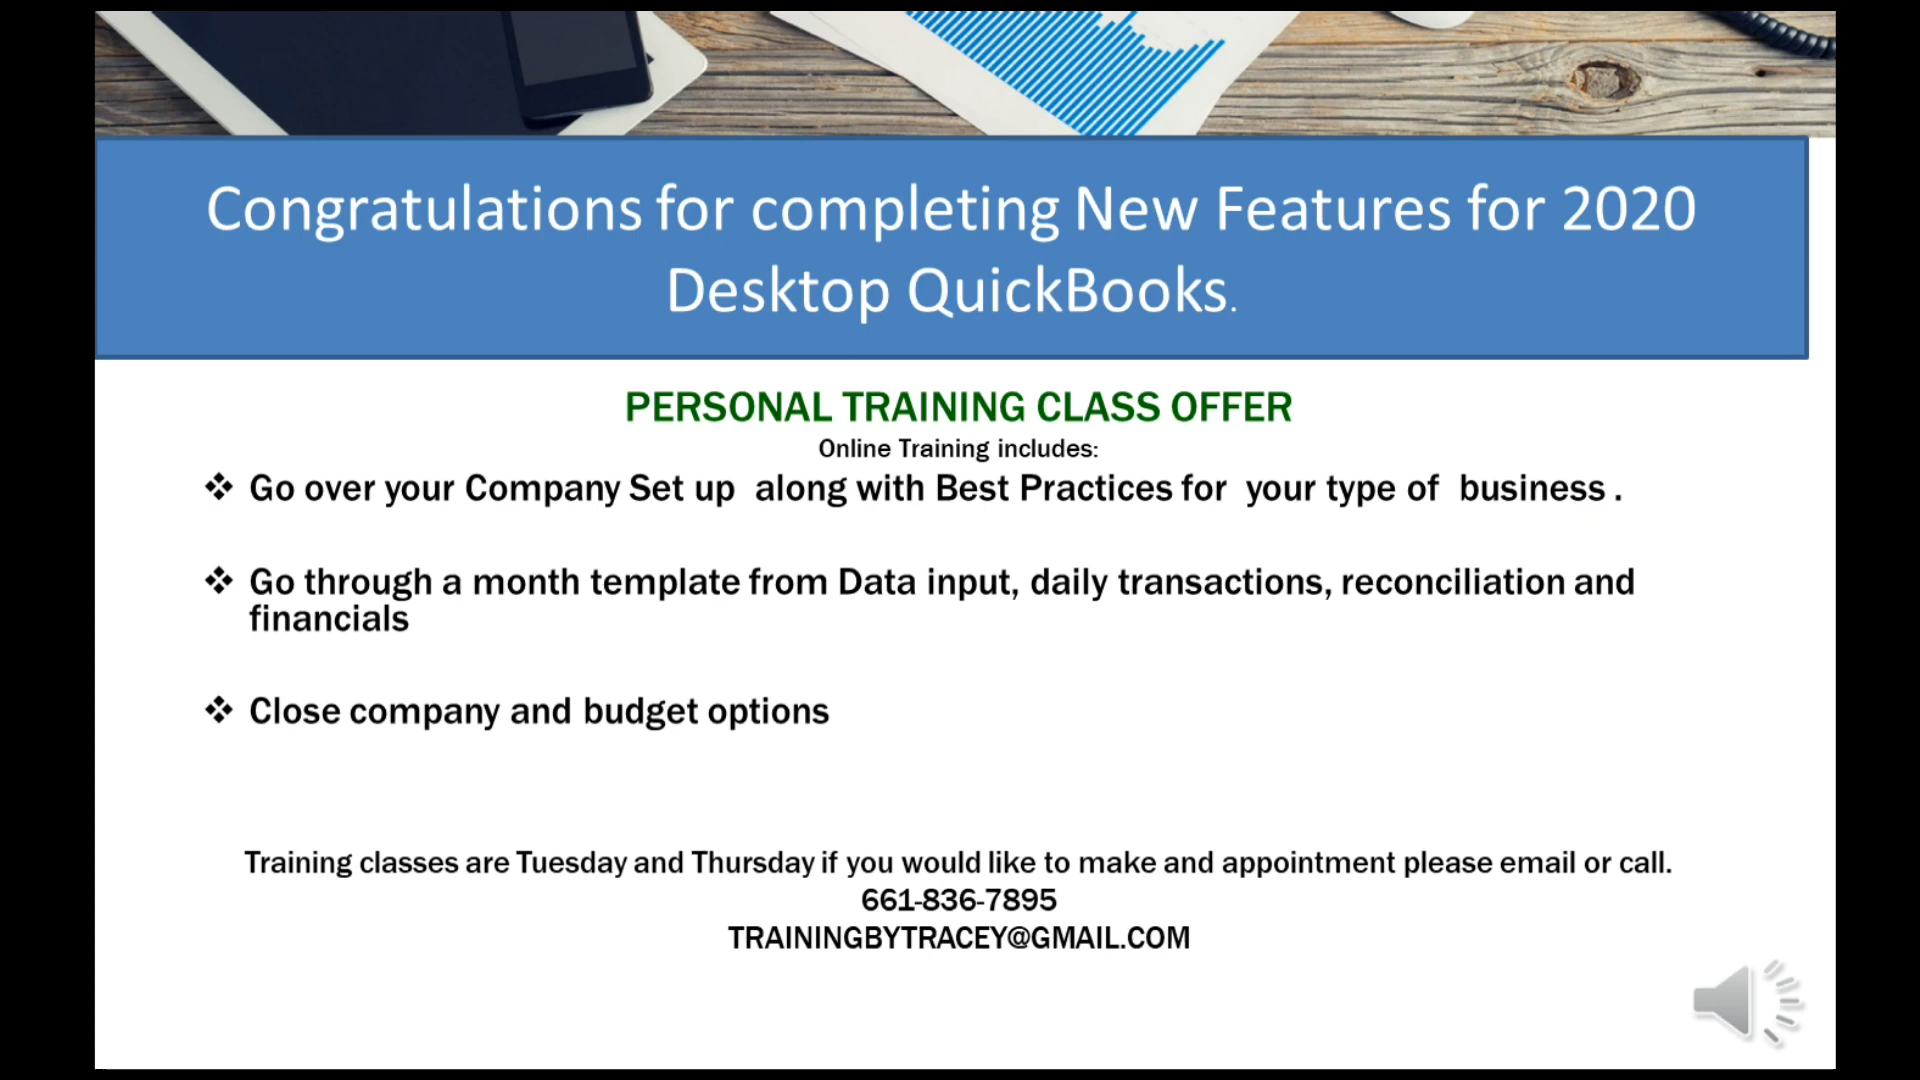 Congratulations for completing New Features for 2020
Desktop QuickBooks.
PERSONAL TRAINING CLASS OFFER
Online Training includes:
❖ Go over your Company Set up along with Best Practices for your type of business .
❖ Go through a month template from Data input, daily transactions, reconciliation and
financials
❖ Close company and budget options
Training classes are Tuesday and Thursday if you would like to make and appointment please email or call.
661-836-7895
TRAININGBYTRACEY@GMAIL.COM